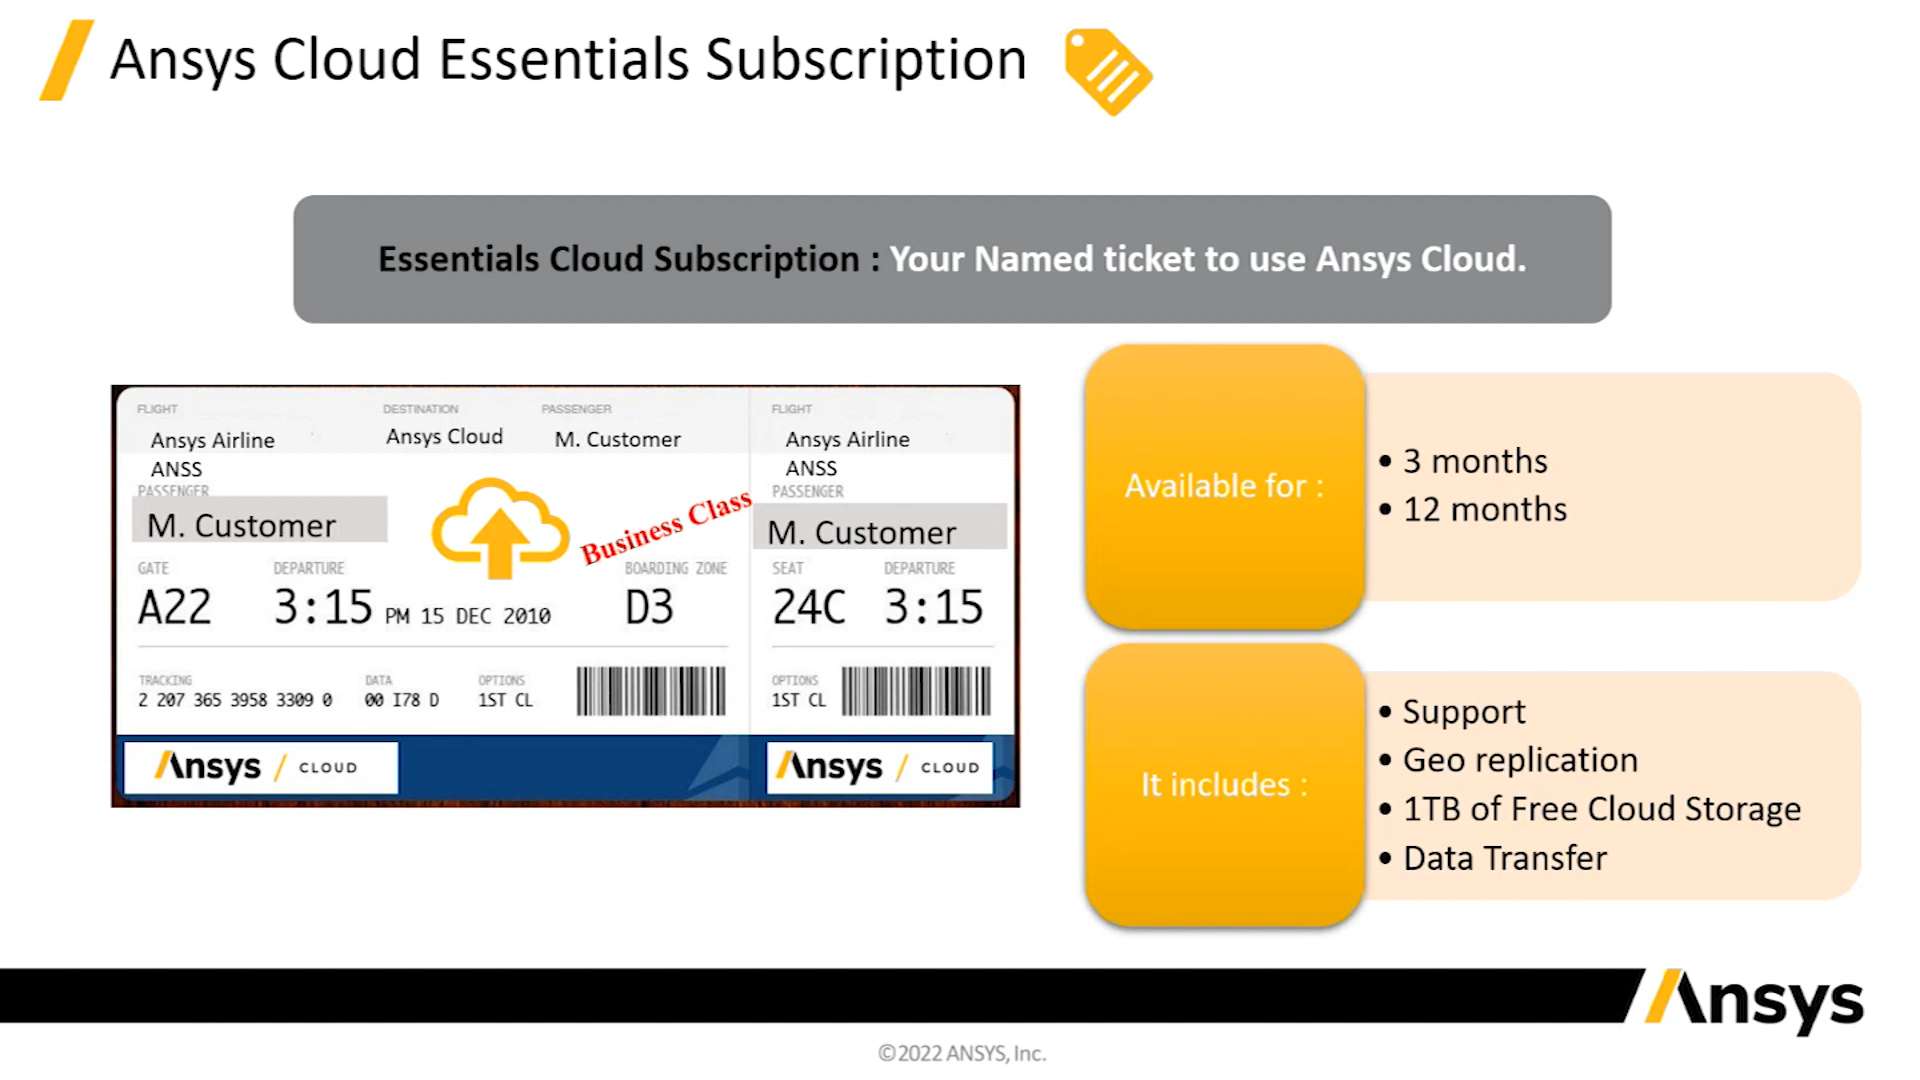 Ansys Cloud Essentials Subscription
Essentials Cloud Subscription : Your Named ticket to use Ansys Cloud.
FLIGHT DESTINATION PASSENGER FLIGHT
Ansys Airline Ansys Cloud M. Customer Ansys Airline
ANSS ANSS
PASSENGER PASSENGER
M. Customer Business Class M. Customer
GATE DEPARTURE BOARDING ZONE SEAT DEPARTURE
A22 3:15 PM 15 DEC 2010 D3 24C 3:15
TRACKING DATA OPTIONS OPTIONS
2 207 365 3958 3309 0 00 I78 D 1ST CL 1ST CL
Ansys / CLOUD Ansys / CLOUD
Available for :
• 3 months
• 12 months
It includes :
• Support
• Geo replication
• 1TB of Free Cloud Storage
• Data Transfer
Ansys
©2022 ANSYS, Inc.